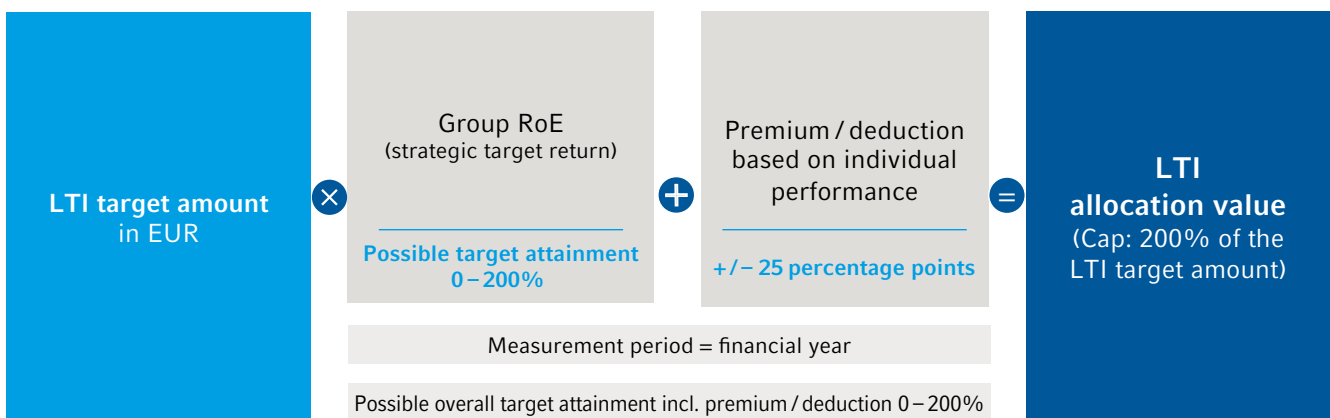 LTI target amount
in EUR
×
Group RoE
(strategic target return)
Possible target attainment
0–200%
+
Premium / deduction
based on individual
performance
+/– 25 percentage points
=
LTI
allocation value
(Cap: 200% of the
LTI target amount)
Measurement period = financial year
Possible overall target attainment incl. premium / deduction 0–200%